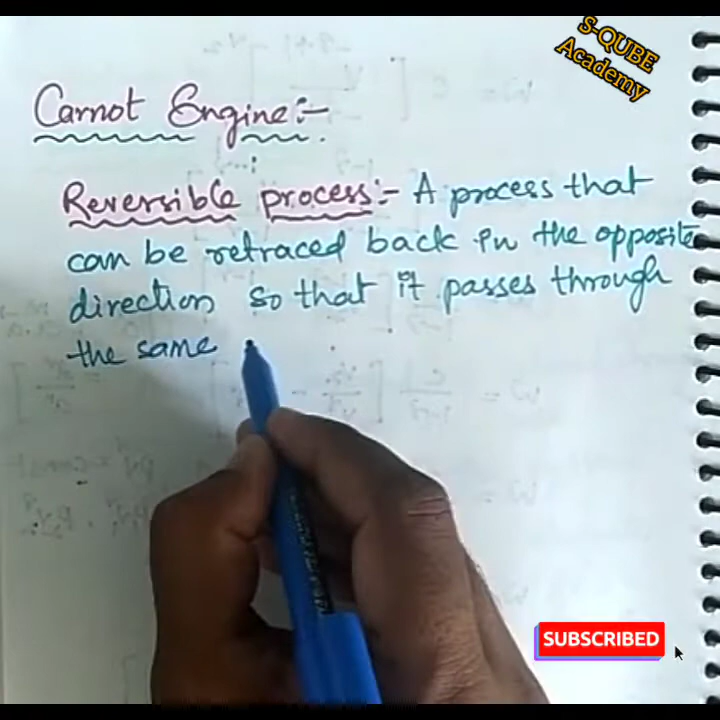 S-QUBE
Academy
Carnot Engine:-
Reversible process:- A process that
can be retraced back in the opposite
direction so that it passes through
the same
SUBSCRIBED